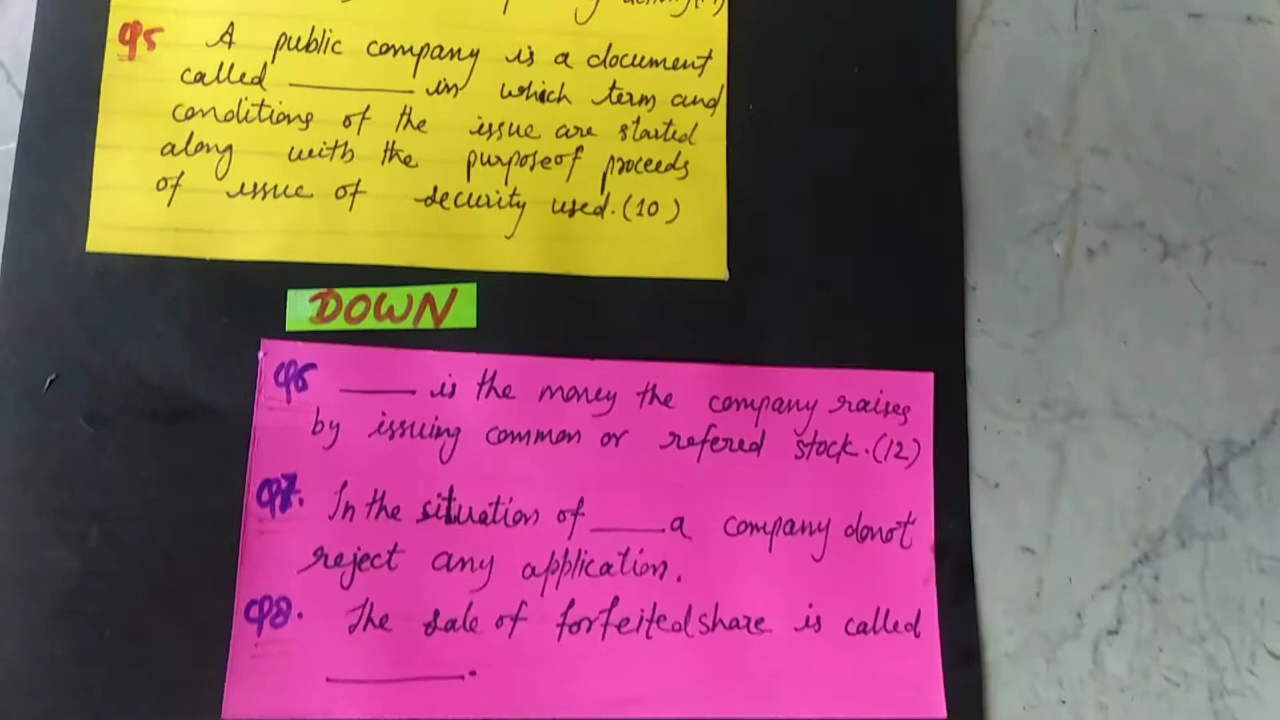 Q5 A public company is a document
called ________ in which term and
conditions of the issue are started
along with the purpose of proceeds
of issue of security used. (10)
DOWN
Q6 ____ is the money the company raises
by issuing common or refered stock. (12)
Q7. In the situation of ____ a company donot
reject any application.
Q8. The sale of forfeited share is called
________.